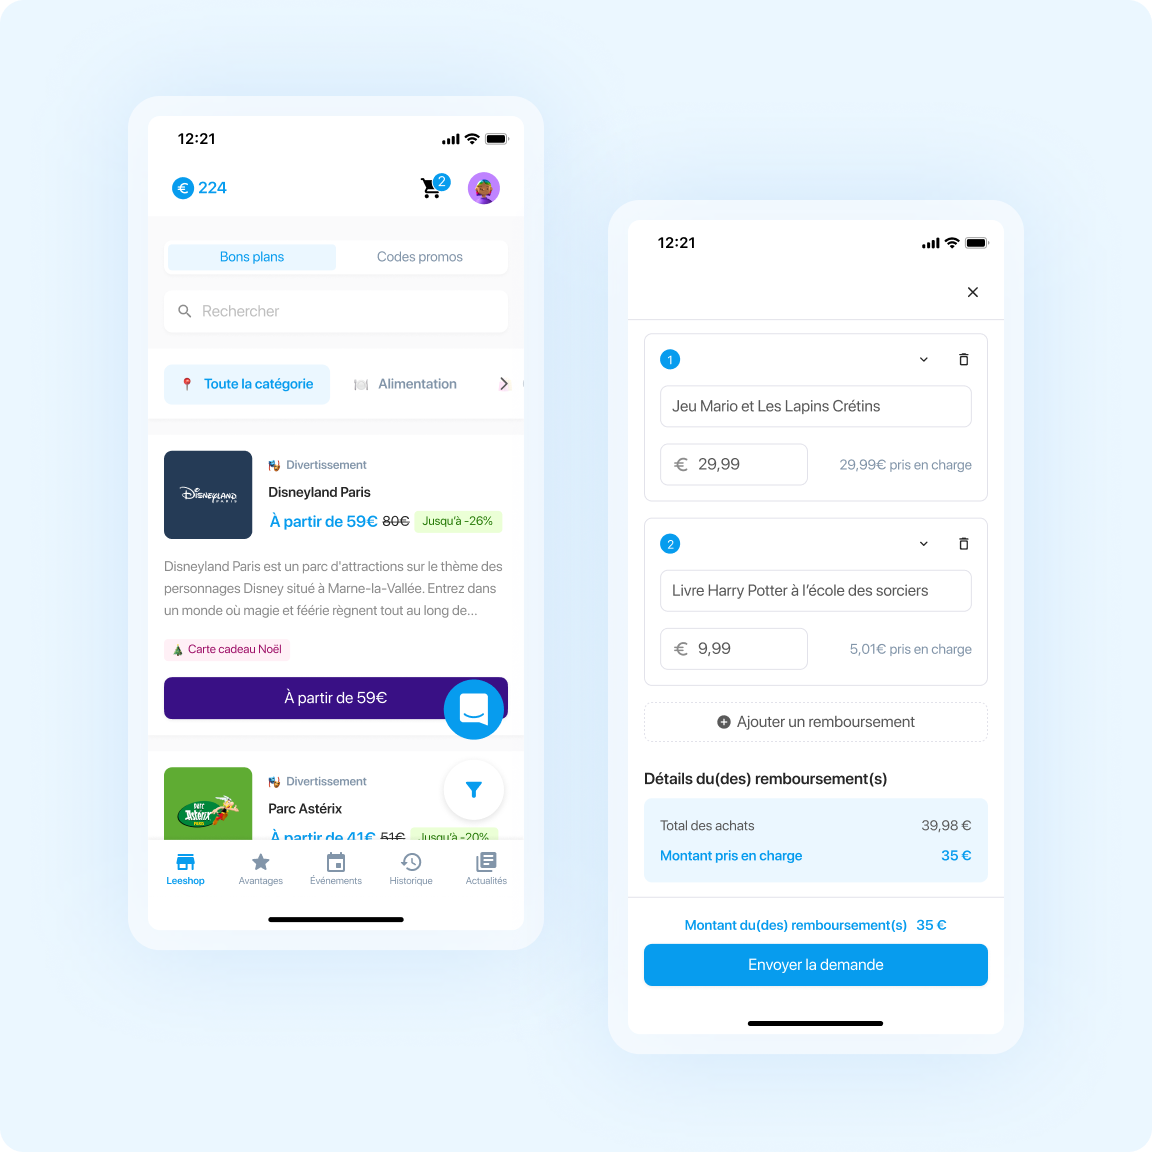 12:21
224
2
Bons plans
Codes promos
Rechercher
Toute la catégorie
Alimentation
Disneyland
PARIS
Divertissement
Disneyland Paris
À partir de 59€ 80€ Jusqu'à -26%
Disneyland Paris est un parc d'attractions sur le thème des
personnages Disney situé à Marne-la-Vallée. Entrez dans
un monde où magie et féérie règnent tout au long de...
Carte cadeau Noël
À partir de 59€
PARC
Astérix
PARIS
Divertissement
Parc Astérix
À partir de 41€ 51€ Jusqu'à -20%
Leeshop
Avantages
Événements
Historique
Actualités
12:21
1
Jeu Mario et Les Lapins Crétins
€ 29,99
29,99€ pris en charge
2
Livre Harry Potter à l'école des sorciers
€ 9,99
5,01€ pris en charge
Ajouter un remboursement
Détails du(des) remboursement(s)
Total des achats 39,98 €
Montant pris en charge 35 €
Montant du(des) remboursement(s) 35 €
Envoyer la demande